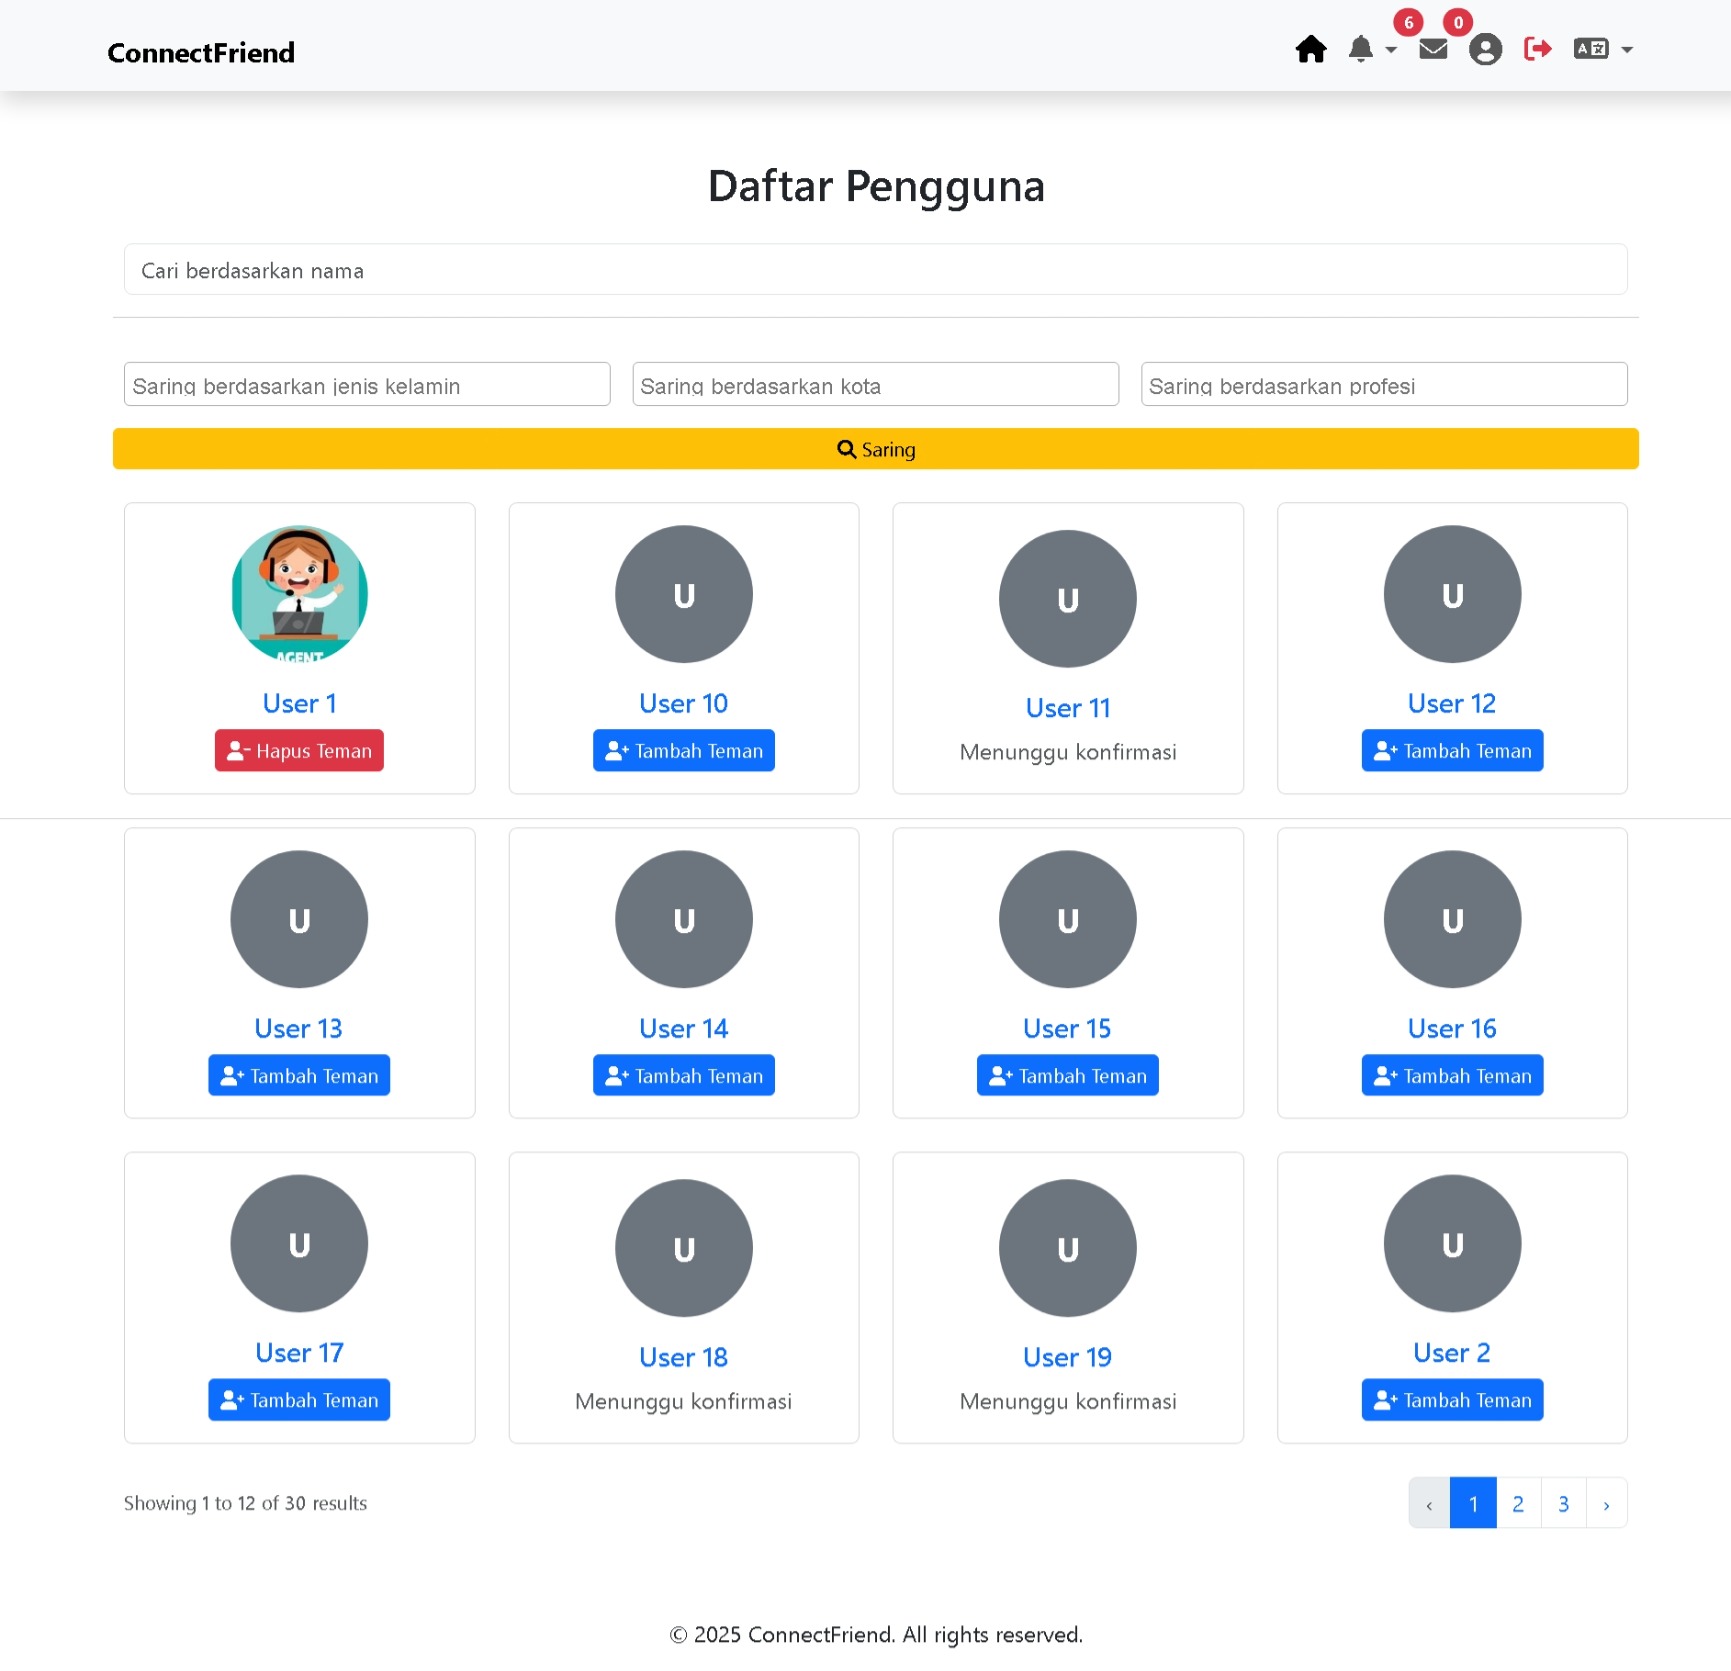 ConnectFriend
6
0
Daftar Pengguna
Cari berdasarkan nama
Saring berdasarkan jenis kelamin
Saring berdasarkan kota
Saring berdasarkan profesi
Saring
AGENT
U
U
U
User 1
User 10
User 11
User 12
Hapus Teman
Tambah Teman
Menunggu konfirmasi
Tambah Teman
U
U
U
U
User 13
User 14
User 15
User 16
Tambah Teman
Tambah Teman
Tambah Teman
Tambah Teman
U
U
U
U
User 17
User 18
User 19
User 2
Tambah Teman
Menunggu konfirmasi
Menunggu konfirmasi
Tambah Teman
Showing 1 to 12 of 30 results
‹ 1 2 3 ›
© 2025 ConnectFriend. All rights reserved.